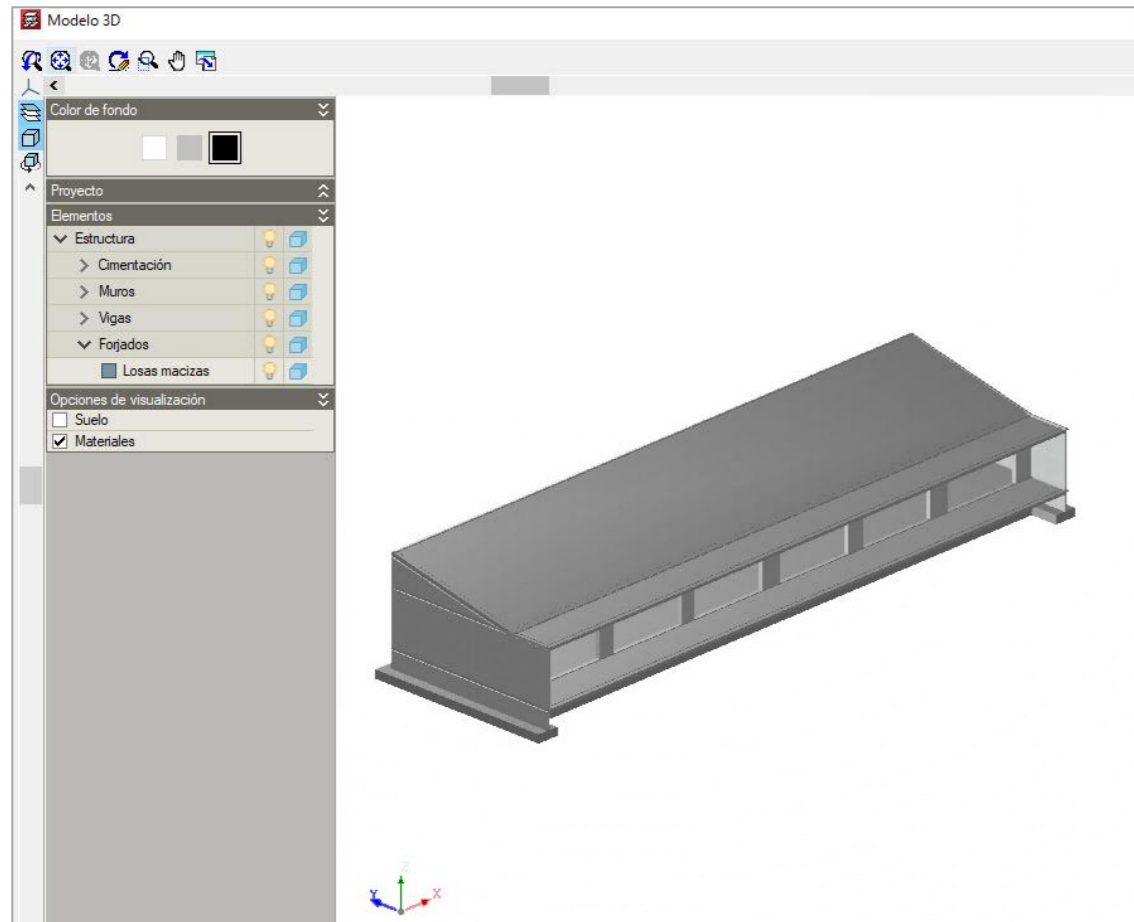 Modelo 3D
Color de fondo
Proyecto
Elementos
Estructura
Cimentación
Muros
Vigas
Forjados
Losas macizas
Opciones de visualización
Suelo
Materiales
Z
Y
X